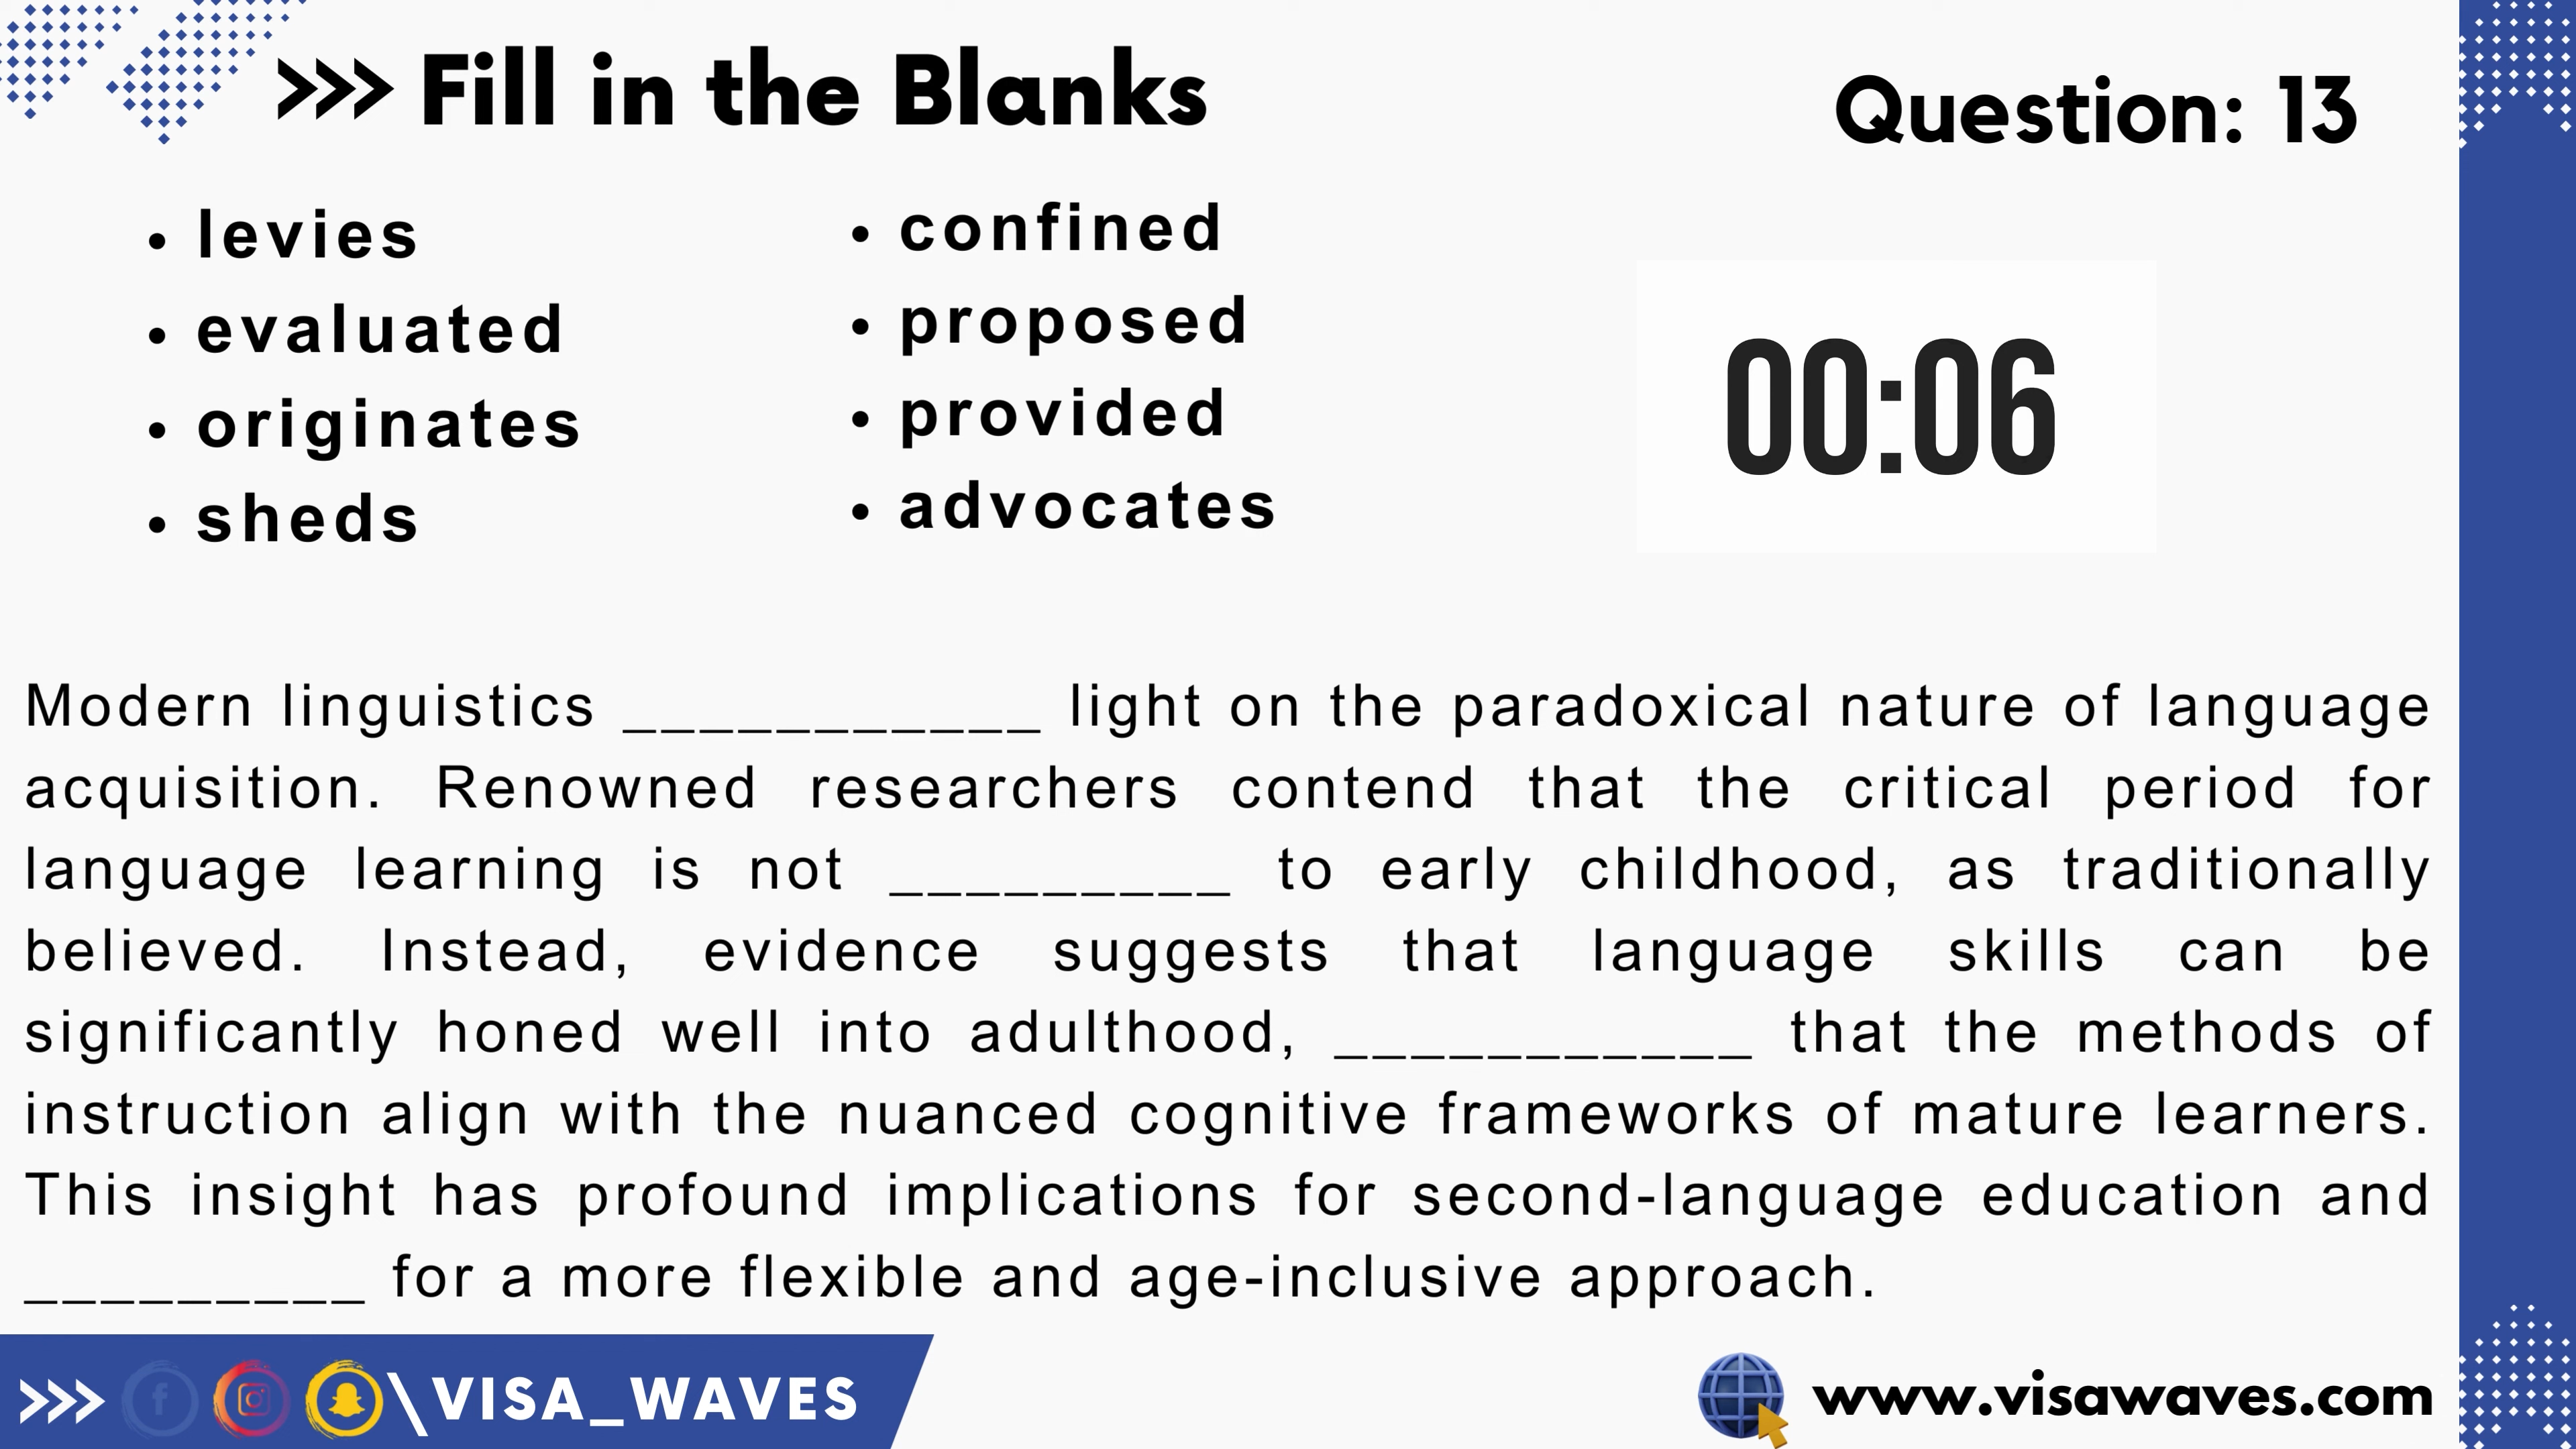 >>> Fill in the Blanks
Question: 13
• levies
• evaluated
• originates
• sheds
• confined
• proposed
• provided
• advocates
00:06
Modern linguistics ___________ light on the paradoxical nature of language
acquisition. Renowned researchers contend that the critical period for
language learning is not _________ to early childhood, as traditionally
believed. Instead, evidence suggests that language skills can be
significantly honed well into adulthood, ___________ that the methods of
instruction align with the nuanced cognitive frameworks of mature learners.
This insight has profound implications for second-language education and
_________ for a more flexible and age-inclusive approach.
>>> f \VISA_WAVES
www.visawaves.com